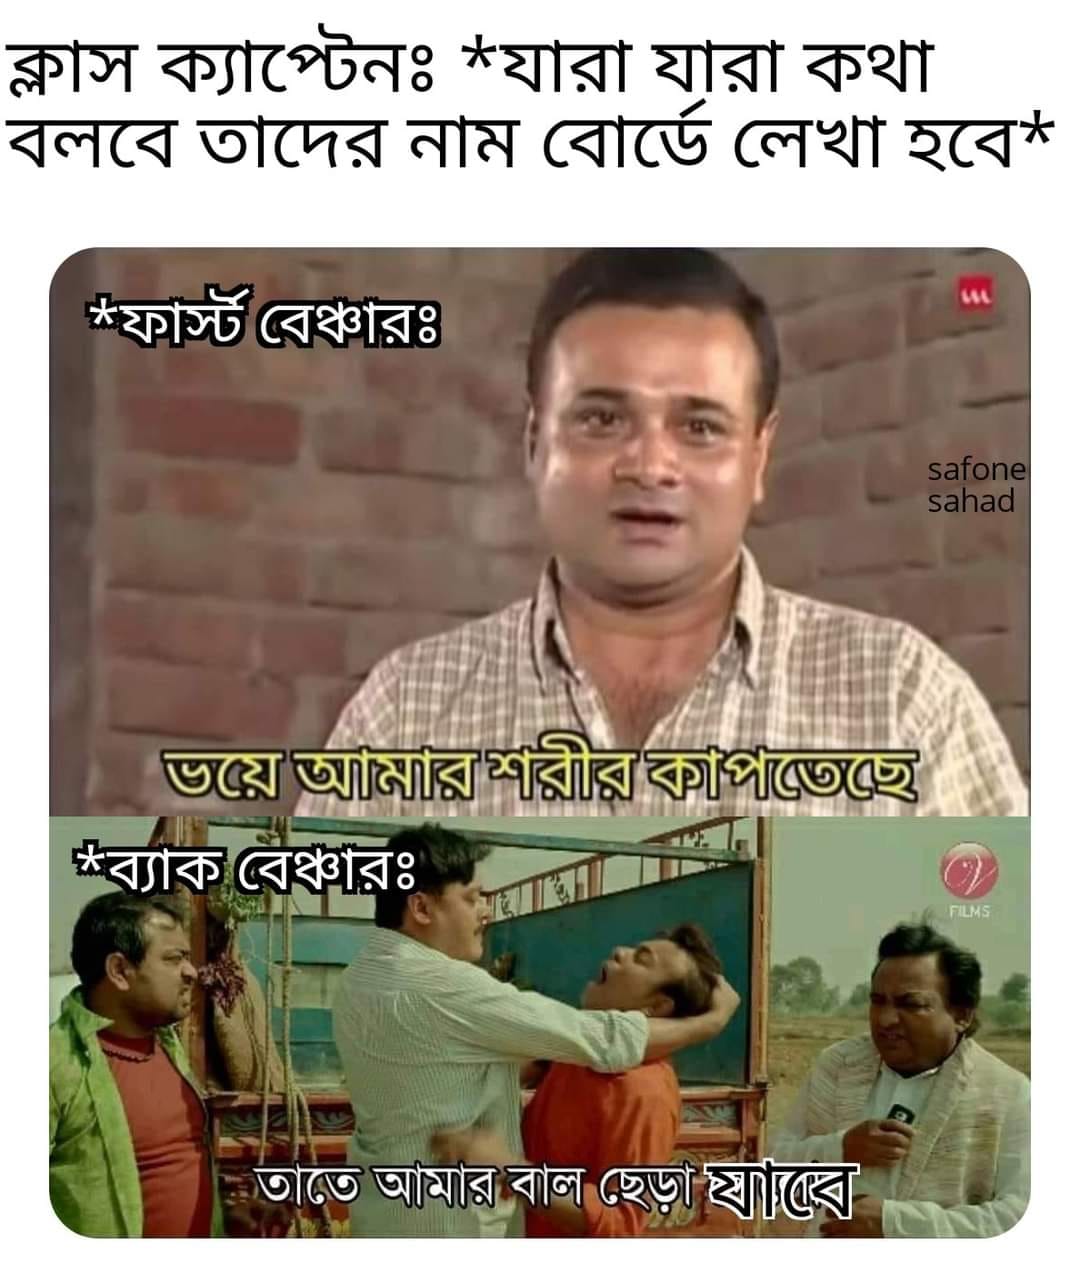 ক্লাস ক্যাপ্টেনঃ *যারা যারা কথা
বলবে তাদের নাম বোর্ডে লেখা হবে*
*ফার্স্ট বেঞ্চারঃ
safone
sahad
ভয়ে আমার শরীর কাপতেছে
*ব্যাক বেঞ্চারঃ
FILMS
তাতে আমার বাল ছেড়া যাবে